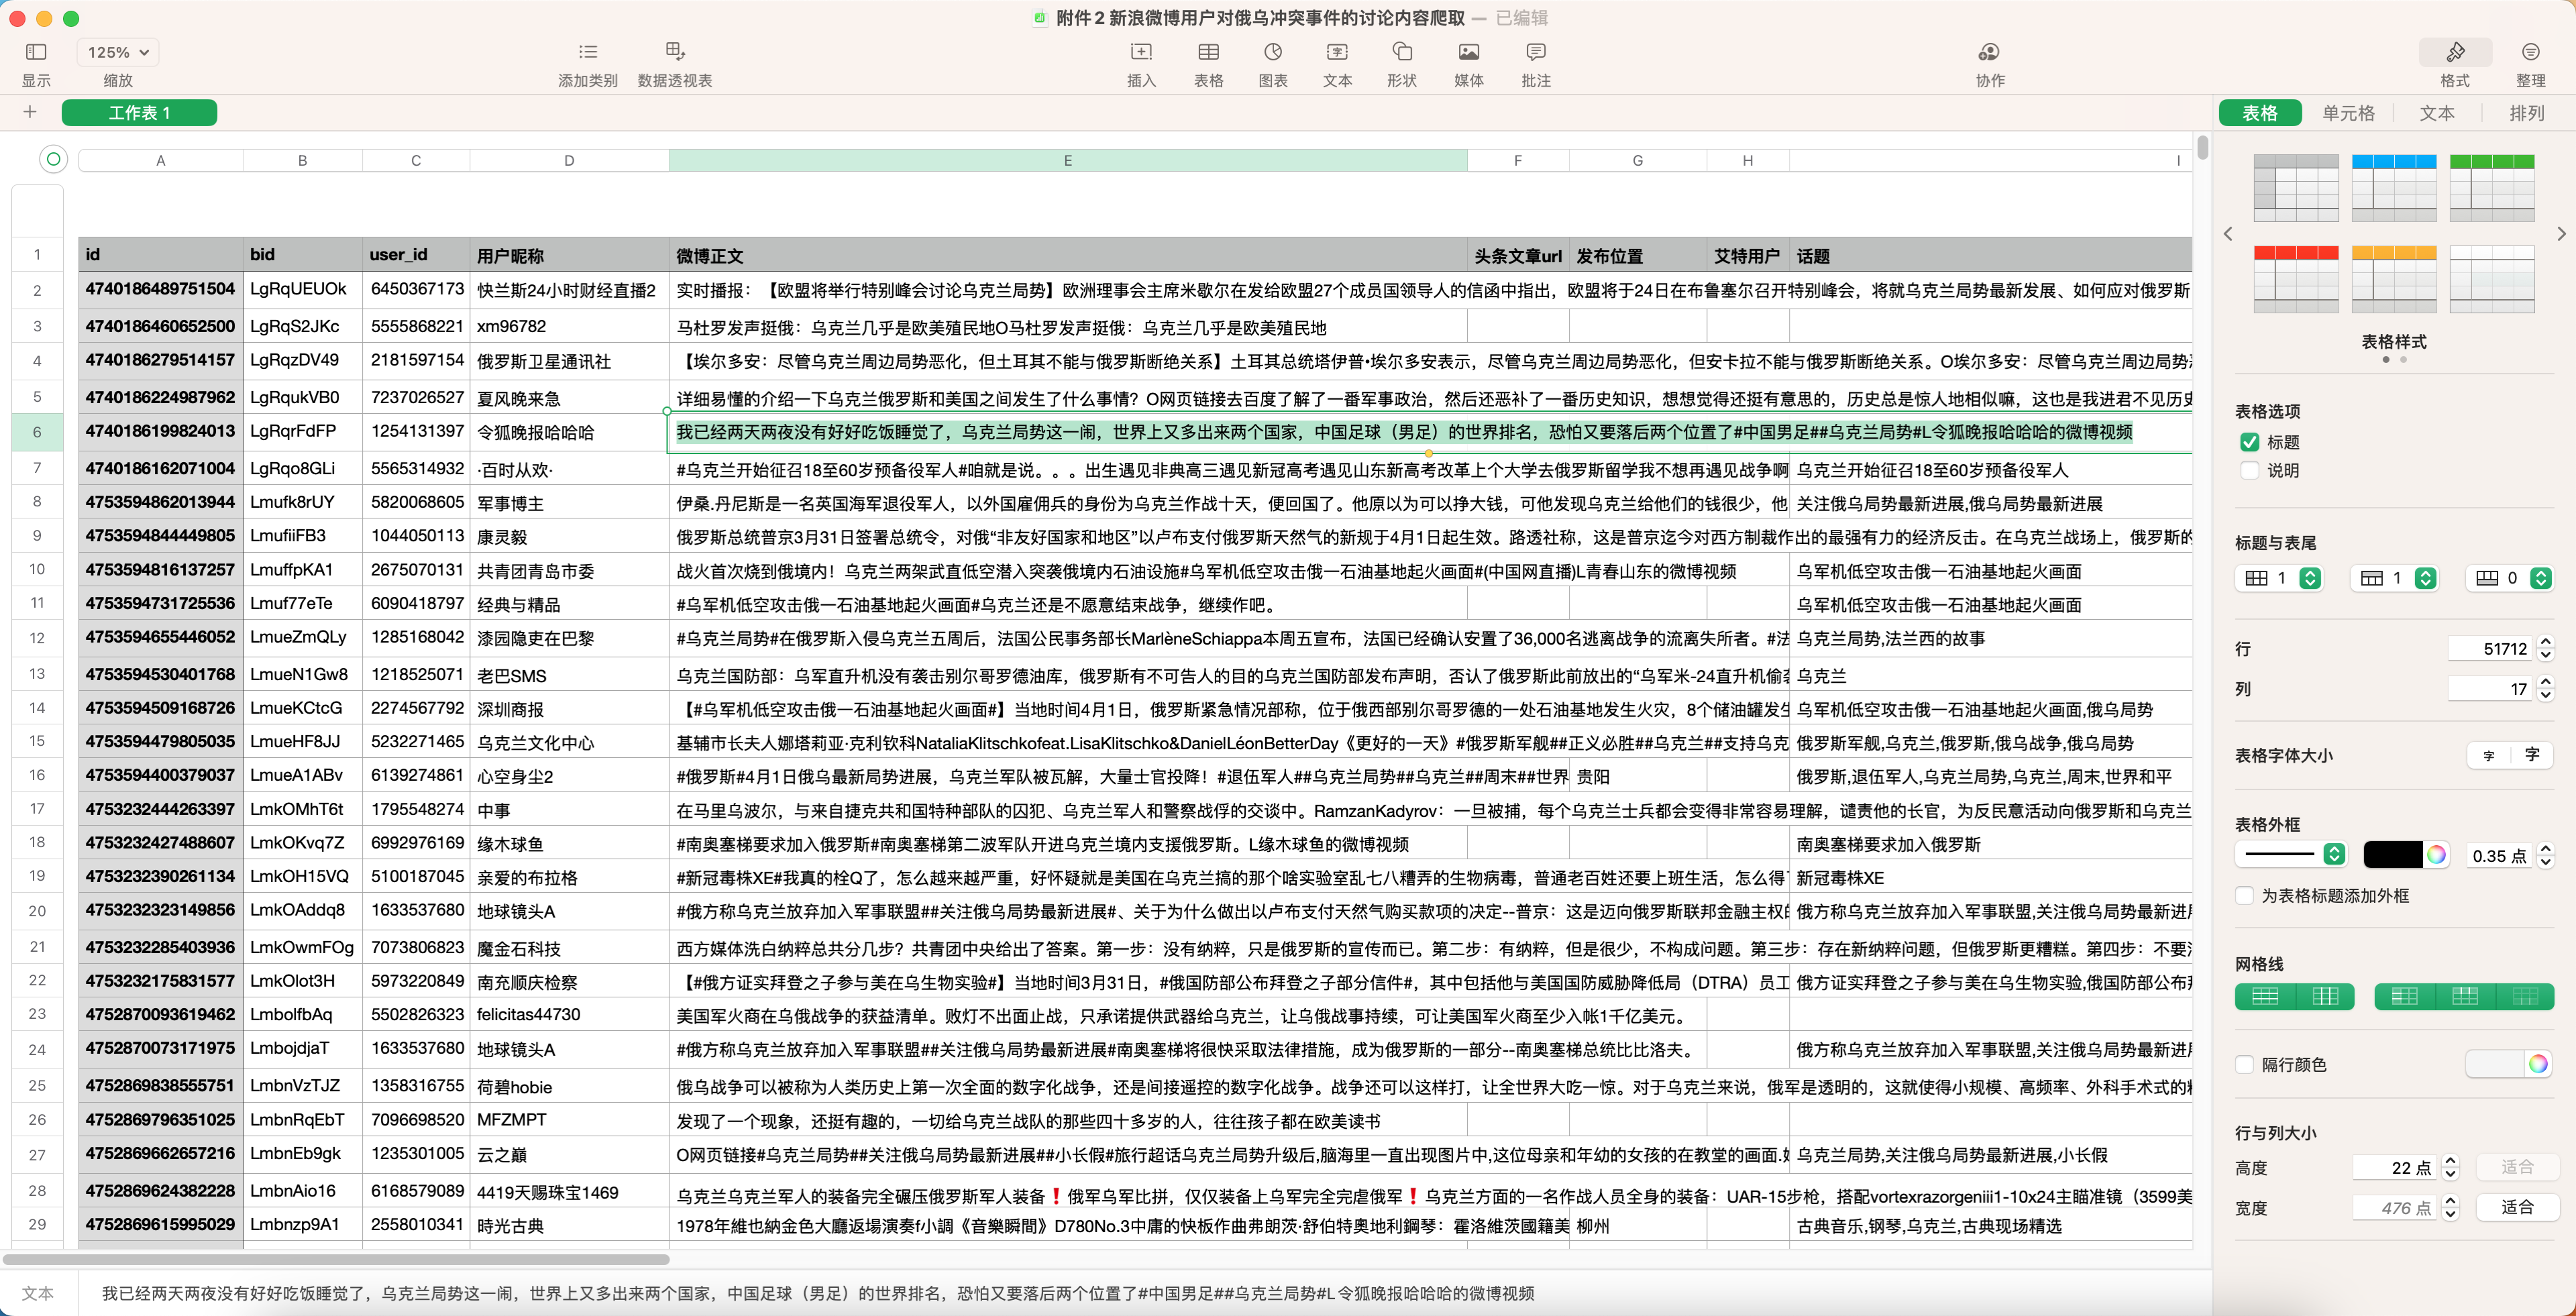 附件2 新浪微博用户对俄乌冲突事件的讨论内容爬取 — 已编辑
125%
显示 缩放 添加类别 数据透视表 插入 表格 图表 文本 形状 媒体 批注 协作 格式 整理
工作表 1
表格 单元格 文本 排列
A B C D E F G H I
1 id bid user_id 用户昵称 微博正文 头条文章url 发布位置 艾特用户 话题
2 4740186489751504 LgRqUEUOk 6450367173 快兰斯24小时财经直播2 实时播报：【欧盟将举行特别峰会讨论乌克兰局势】欧洲理事会主席米歇尔在发给欧盟27个成员国领导人的信函中指出，欧盟将于24日在布鲁塞尔召开特别峰会，将就乌克兰局势最新发展、如何应对俄罗斯
3 4740186460652500 LgRqS2JKc 5555868221 xm96782 马杜罗发声挺俄：乌克兰几乎是欧美殖民地O马杜罗发声挺俄：乌克兰几乎是欧美殖民地
4 4740186279514157 LgRqzDV49 2181597154 俄罗斯卫星通讯社 【埃尔多安：尽管乌克兰周边局势恶化，但土耳其不能与俄罗斯断绝关系】土耳其总统塔伊普•埃尔多安表示，尽管乌克兰周边局势恶化，但安卡拉不能与俄罗斯断绝关系。O埃尔多安：尽管乌克兰周边局势
5 4740186224987962 LgRqukVB0 7237026527 夏风晚来急 详细易懂的介绍一下乌克兰俄罗斯和美国之间发生了什么事情？O网页链接去百度了解了一番军事政治，然后还恶补了一番历史知识，想想觉得还挺有意思的，历史总是惊人地相似嘛，这也是我进君不见历史
6 4740186199824013 LgRqrFdFP 1254131397 令狐晚报哈哈哈 我已经两天两夜没有好好吃饭睡觉了，乌克兰局势这一闹，世界上又多出来两个国家，中国足球（男足）的世界排名，恐怕又要落后两个位置了#中国男足##乌克兰局势#L令狐晚报哈哈哈的微博视频
7 4740186162071004 LgRqo8GLi 5565314932 ·百时从欢· #乌克兰开始征召18至60岁预备役军人#咱就是说。。。出生遇见非典高三遇见新冠高考遇见山东新高考改革上个大学去俄罗斯留学我不想再遇见战争啊 乌克兰开始征召18至60岁预备役军人
8 4753594862013944 Lmufk8rUY 5820068605 军事博主 伊桑.丹尼斯是一名英国海军退役军人，以外国雇佣兵的身份为乌克兰作战十天，便回国了。他原以为可以挣大钱，可他发现乌克兰给他们的钱很少，他 关注俄乌局势最新进展,俄乌局势最新进展
9 4753594844449805 LmufiiFB3 1044050113 康灵毅 俄罗斯总统普京3月31日签署总统令，对俄“非友好国家和地区”以卢布支付俄罗斯天然气的新规于4月1日起生效。路透社称，这是普京迄今对西方制裁作出的最强有力的经济反击。在乌克兰战场上，俄罗斯的
10 4753594816137257 LmuffpKA1 2675070131 共青团青岛市委 战火首次烧到俄境内！乌克兰两架武直低空潜入突袭俄境内石油设施#乌军机低空攻击俄一石油基地起火画面#(中国网直播)L青春山东的微博视频 乌军机低空攻击俄一石油基地起火画面
11 4753594731725536 Lmuf77eTe 6090418797 经典与精品 #乌军机低空攻击俄一石油基地起火画面#乌克兰还是不愿意结束战争，继续作吧。 乌军机低空攻击俄一石油基地起火画面
12 4753594655446052 LmueZmQLy 1285168042 漆园隐吏在巴黎 #乌克兰局势#在俄罗斯入侵乌克兰五周后，法国公民事务部长MarlèneSchiappa本周五宣布，法国已经确认安置了36,000名逃离战争的流离失所者。#法 乌克兰局势,法兰西的故事
13 4753594530401768 LmueN1Gw8 1218525071 老巴SMS 乌克兰国防部：乌军直升机没有袭击别尔哥罗德油库，俄罗斯有不可告人的目的乌克兰国防部发布声明，否认了俄罗斯此前放出的“乌军米-24直升机偷 乌克兰
14 4753594509168726 LmueKCtcG 2274567792 深圳商报 【#乌军机低空攻击俄一石油基地起火画面#】当地时间4月1日，俄罗斯紧急情况部称，位于俄西部别尔哥罗德的一处石油基地发生火灾，8个储油罐发生 乌军机低空攻击俄一石油基地起火画面,俄乌局势
15 4753594479805035 LmueHF8JJ 5232271465 乌克兰文化中心 基辅市长夫人娜塔莉亚·克利钦科NataliaKlitschkofeat.LisaKlitschko&DanielLéonBetterDay《更好的一天》#俄罗斯军舰##正义必胜##乌克兰##支持乌克 俄罗斯军舰,乌克兰,俄罗斯,俄乌战争,俄乌局势
16 4753594400379037 LmueA1ABv 6139274861 心空身尘2 #俄罗斯#4月1日俄乌最新局势进展，乌克兰军队被瓦解，大量士官投降！#退伍军人##乌克兰局势##乌克兰##周末##世界 贵阳 俄罗斯,退伍军人,乌克兰局势,乌克兰,周末,世界和平
17 4753232444263397 LmkOMhT6t 1795548274 中事 在马里乌波尔，与来自捷克共和国特种部队的囚犯、乌克兰军人和警察战俘的交谈中。RamzanKadyrov：一旦被捕，每个乌克兰士兵都会变得非常容易理解，谴责他的长官，为反民意活动向俄罗斯和乌克兰
18 4753232427488607 LmkOKvq7Z 6992976169 缘木球鱼 #南奥塞梯要求加入俄罗斯#南奥塞梯第二波军队开进乌克兰境内支援俄罗斯。L缘木球鱼的微博视频 南奥塞梯要求加入俄罗斯
19 4753232390261134 LmkOH15VQ 5100187045 亲爱的布拉格 #新冠毒株XE#我真的栓Q了，怎么越来越严重，好怀疑就是美国在乌克兰搞的那个啥实验室乱七八糟弄的生物病毒，普通老百姓还要上班生活，怎么得 新冠毒株XE
20 4753232323149856 LmkOAddq8 1633537680 地球镜头A #俄方称乌克兰放弃加入军事联盟##关注俄乌局势最新进展#、关于为什么做出以卢布支付天然气购买款项的决定--普京：这是迈向俄罗斯联邦金融主权的 俄方称乌克兰放弃加入军事联盟,关注俄乌局势最新进展
21 4753232285403936 LmkOwmFOg 7073806823 魔金石科技 西方媒体洗白纳粹总共分几步？共青团中央给出了答案。第一步：没有纳粹，只是俄罗斯的宣传而已。第二步：有纳粹，但是很少，不构成问题。第三步：存在新纳粹问题，但俄罗斯更糟糕。第四步：不要
22 4753232175831577 LmkOlot3H 5973220849 南充顺庆检察 【#俄方证实拜登之子参与美在乌生物实验#】当地时间3月31日，#俄国防部公布拜登之子部分信件#，其中包括他与美国国防威胁降低局（DTRA）员工 俄方证实拜登之子参与美在乌生物实验,俄国防部公布
23 4752870093619462 LmbolfbAq 5502826323 felicitas44730 美国军火商在乌俄战争的获益清单。败灯不出面止战，只承诺提供武器给乌克兰，让乌俄战事持续，可让美国军火商至少入帐1千亿美元。
24 4752870073171975 LmbojdjaT 1633537680 地球镜头A #俄方称乌克兰放弃加入军事联盟##关注俄乌局势最新进展#南奥塞梯将很快采取法律措施，成为俄罗斯的一部分--南奥塞梯总统比比洛夫。 俄方称乌克兰放弃加入军事联盟,关注俄乌局势最新进展
25 4752869838555751 LmbnVzTJZ 1358316755 荷碧hobie 俄乌战争可以被称为人类历史上第一次全面的数字化战争，还是间接遥控的数字化战争。战争还可以这样打，让全世界大吃一惊。对于乌克兰来说，俄军是透明的，这就使得小规模、高频率、外科手术式的
26 4752869796351025 LmbnRqEbT 7096698520 MFZMPT 发现了一个现象，还挺有趣的，一切给乌克兰战队的那些四十多岁的人，往往孩子都在欧美读书
27 4752869662657216 LmbnEb9gk 1235301005 云之巅 O网页链接#乌克兰局势##关注俄乌局势最新进展##小长假#旅行超话乌克兰局势升级后,脑海里一直出现图片中,这位母亲和年幼的女孩的在教堂的画面. 乌克兰局势,关注俄乌局势最新进展,小长假
28 4752869624382228 LmbnAio16 6168579089 4419天赐珠宝1469 乌克兰乌克兰军人的装备完全碾压俄罗斯军人装备❗俄军乌军比拼，仅仅装备上乌军完全完虐俄军❗乌克兰方面的一名作战人员全身的装备：UAR-15步枪，搭配vortexrazorgeniii1-10x24主瞄准镜（3599美
29 4752869615995029 Lmbnzp9A1 2558010341 時光古典 1978年維也納金色大廳返場演奏f小調《音樂瞬間》D780No.3中庸的快板作曲弗朗茨·舒伯特奥地利鋼琴：霍洛維茨國籍美 柳州 古典音乐,钢琴,乌克兰,古典现场精选
表格样式
表格选项
标题
说明
标题与表尾
1 1 0
行 51712
列 17
表格字体大小 字 字
表格外框
0.35 点
为表格标题添加外框
网格线
隔行颜色
行与列大小
高度 22 点 适合
宽度 476 点 适合
文本 我已经两天两夜没有好好吃饭睡觉了，乌克兰局势这一闹，世界上又多出来两个国家，中国足球（男足）的世界排名，恐怕又要落后两个位置了#中国男足##乌克兰局势#L令狐晚报哈哈哈的微博视频